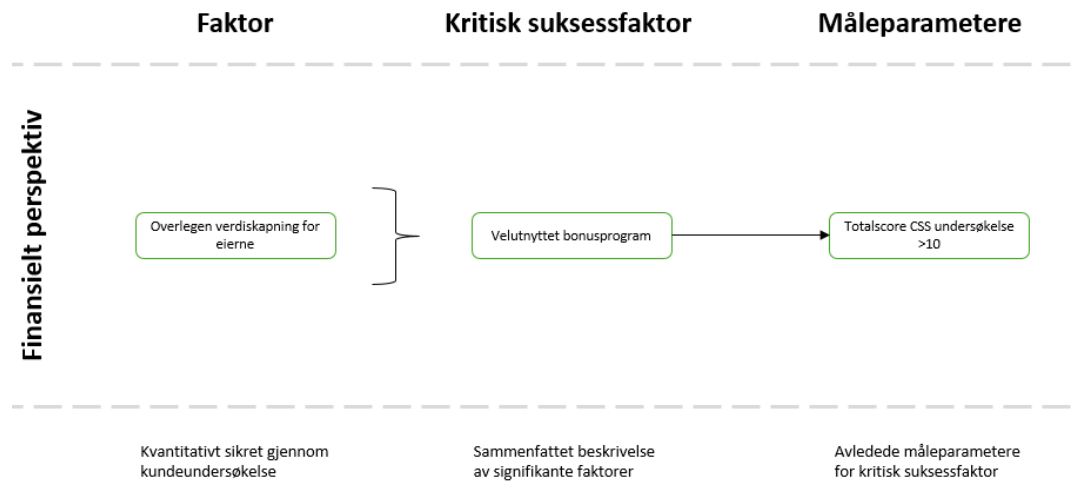 Faktor
Kritisk suksessfaktor
Måleparametere
Finansielt perspektiv
Overlegen verdiskapning for
eierne
Velutnyttet bonusprogram
Totalscore CSS undersøkelse
>10
Kvantitativt sikret gjennom
kundeundersøkelse
Sammenfattet beskrivelse
av signifikante faktorer
Avledede måleparametere
for kritisk suksessfaktor